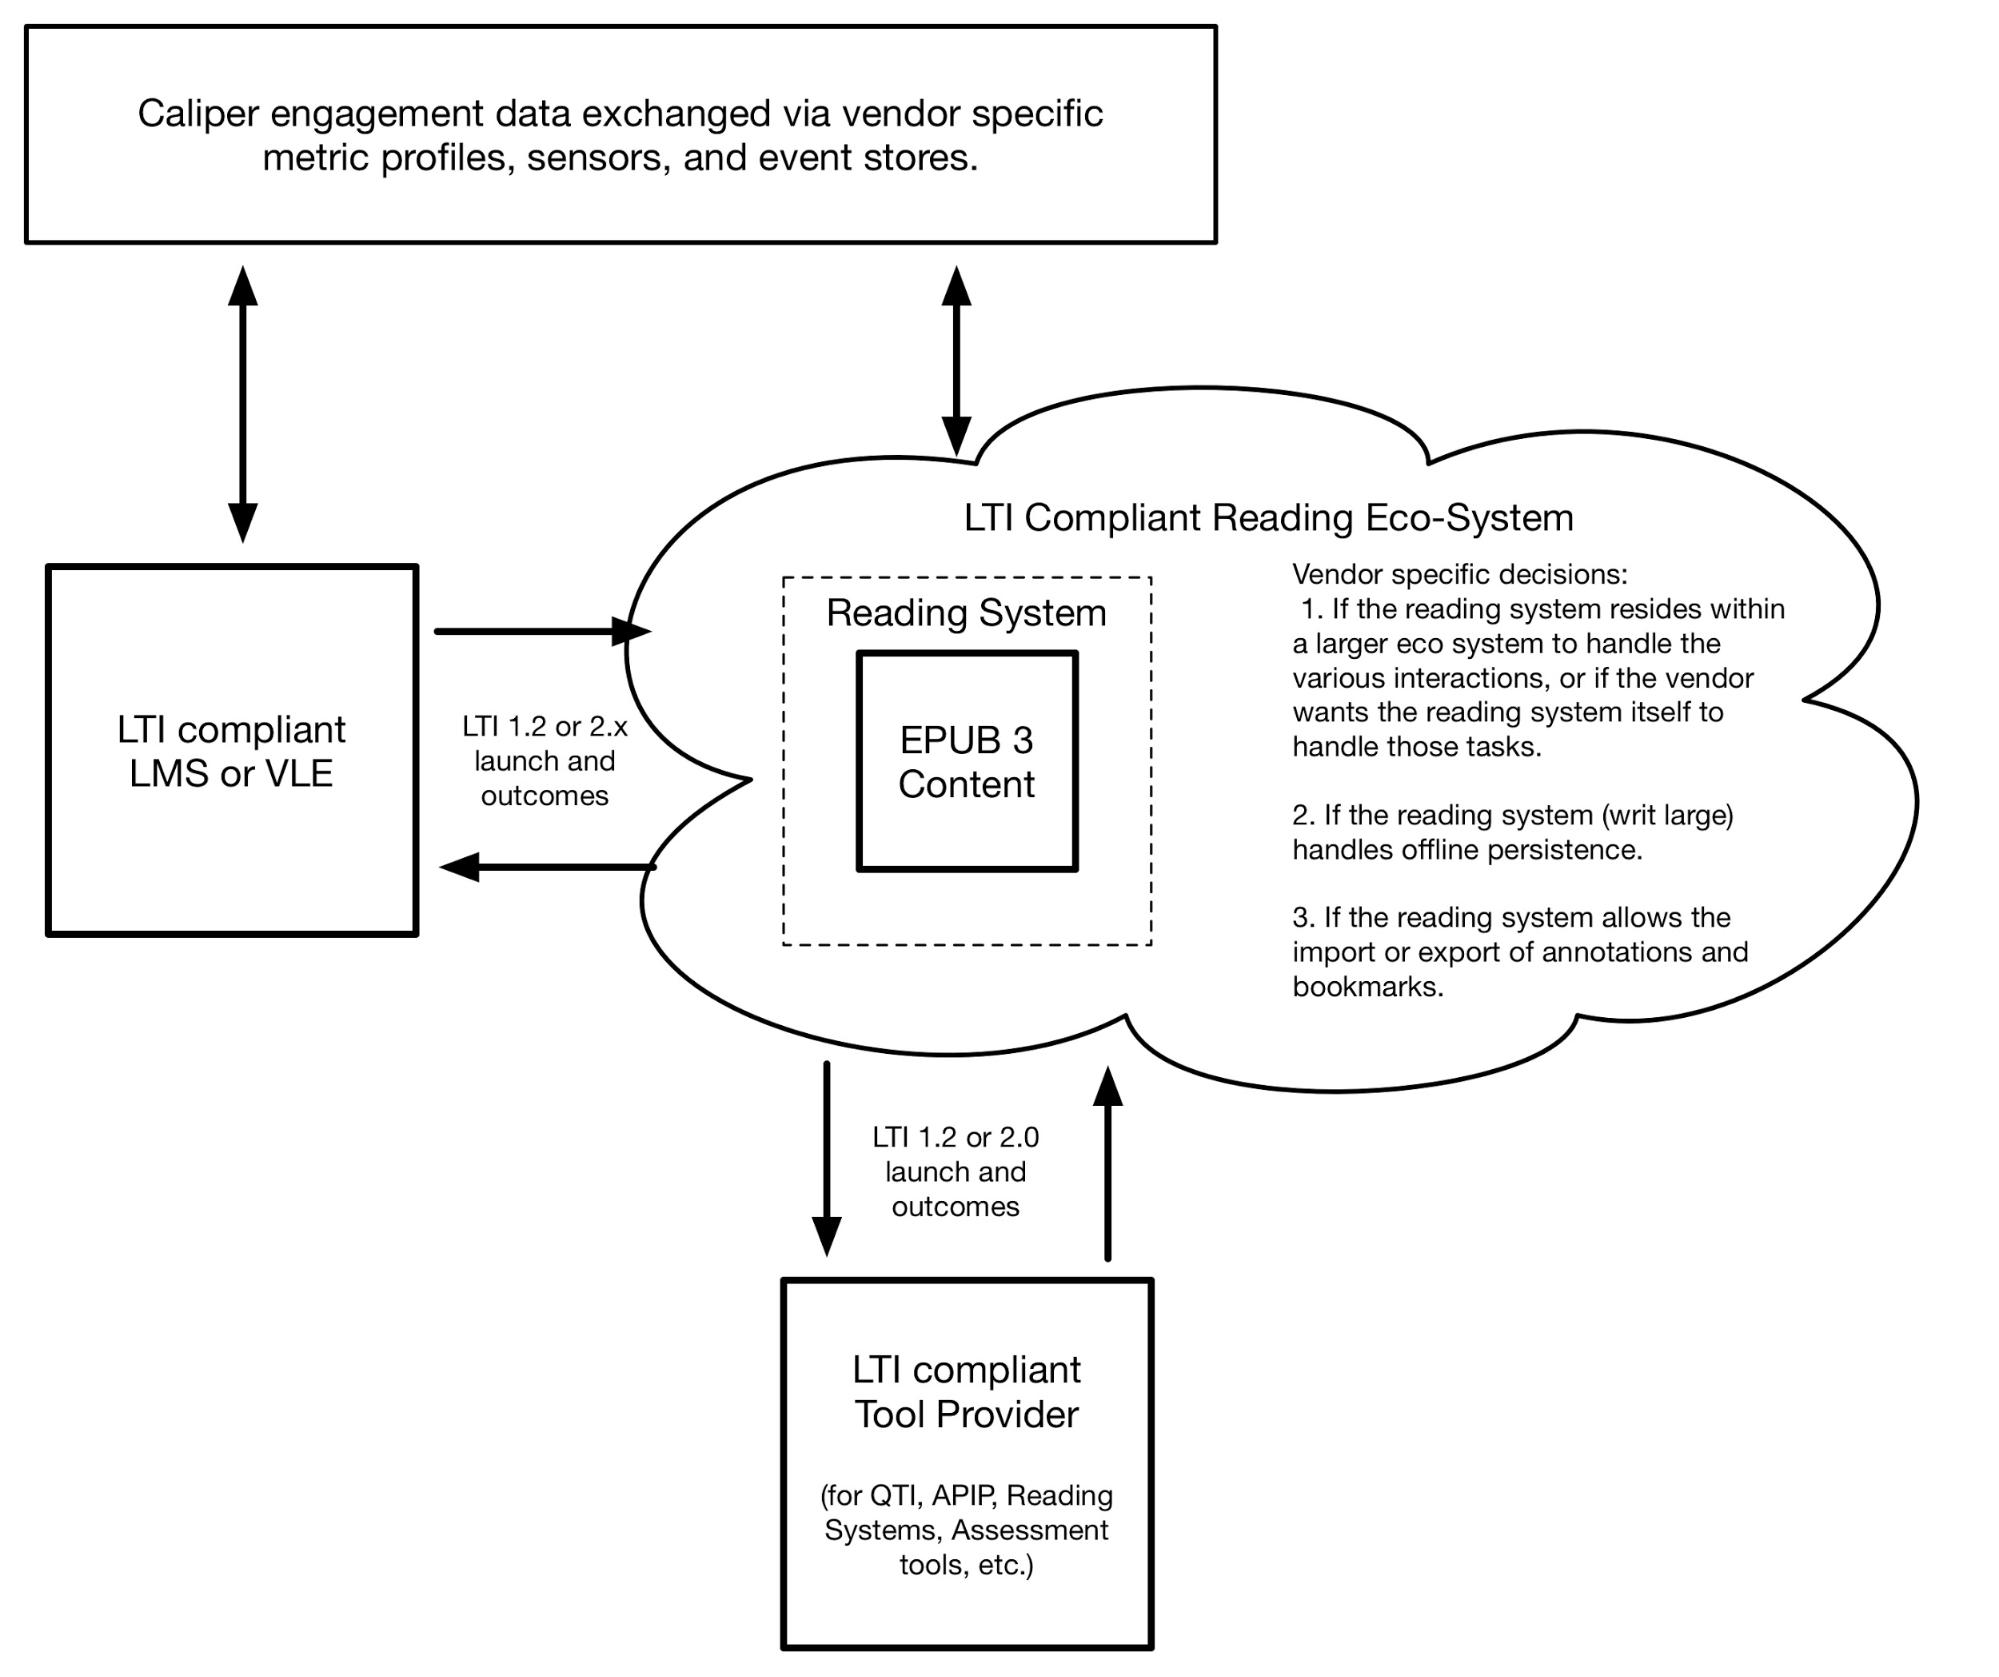 Caliper engagement data exchanged via vendor specific
metric profiles, sensors, and event stores.
LTI Compliant Reading Eco-System
Vendor specific decisions:
1. If the reading system resides within
a larger eco system to handle the
various interactions, or if the vendor
wants the reading system itself to
handle those tasks.
2. If the reading system (writ large)
handles offline persistence.
3. If the reading system allows the
import or export of annotations and
bookmarks.
Reading System
EPUB 3
Content
LTI compliant
LMS or VLE
LTI 1.2 or 2.x
launch and
outcomes
LTI 1.2 or 2.0
launch and
outcomes
LTI compliant
Tool Provider
(for QTI, APIP, Reading
Systems, Assessment
tools, etc.)